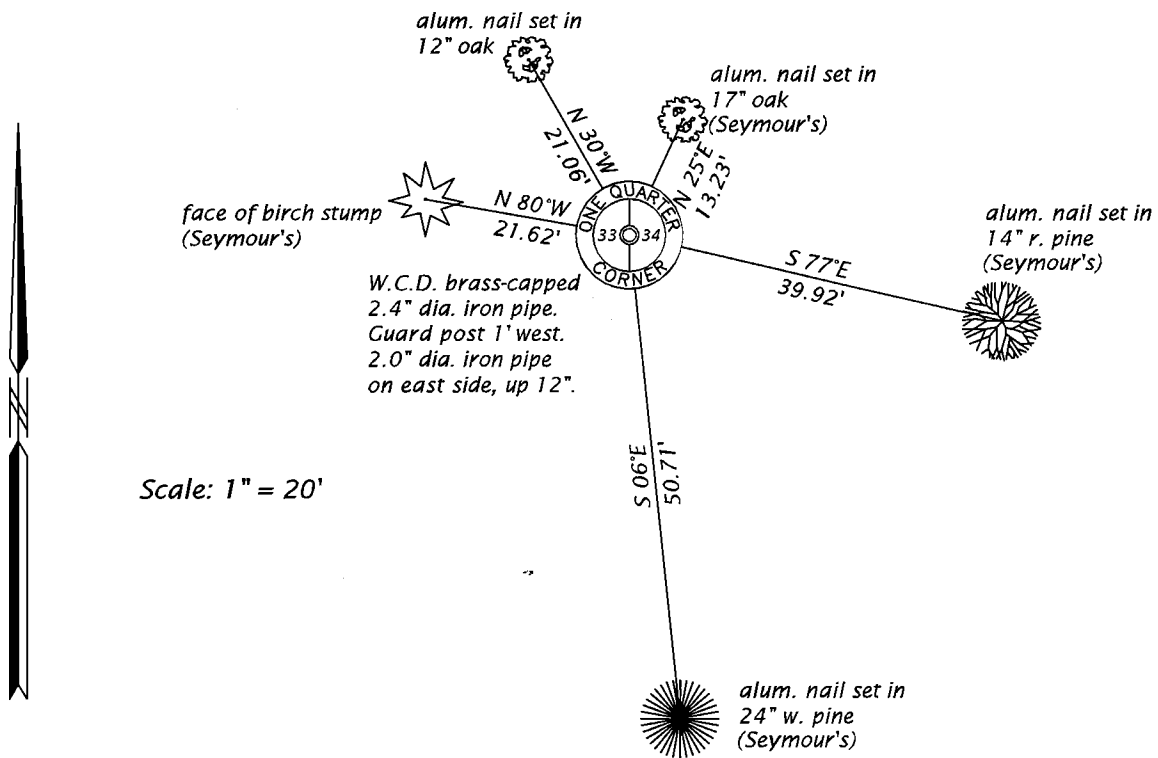 alum. nail set in
12" oak
alum. nail set in
17" oak
(Seymour's)
N 30°W
21.06'
N 25°E
13.23'
face of birch stump
(Seymour's)
N 80°W
21.62'
ONE QUARTER
33 34
CORNER
S 77°E
39.92'
alum. nail set in
14" r. pine
(Seymour's)
W.C.D. brass-capped
2.4" dia. iron pipe.
Guard post 1' west.
2.0" dia. iron pipe
on east side, up 12".
N
Scale: 1" = 20'
S 06°E
50.71'
alum. nail set in
24" w. pine
(Seymour's)